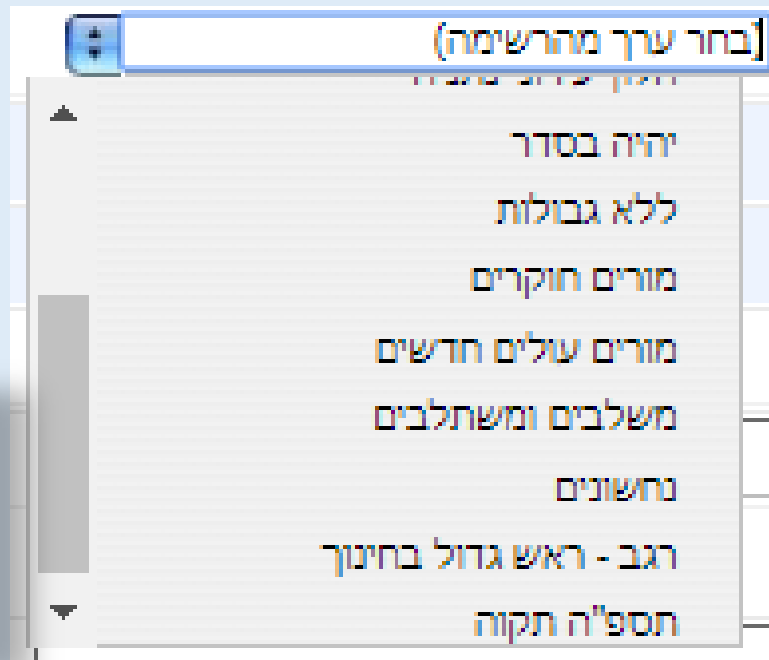 [בחר ערך מהרשימה)
יהיה בסדר
ללא גבולות
מורים חוקרים
מורים עולים חדשים
משלבים ומשתלבים
נחשונים
רגב - ראש גדול בחינוך
תספ"ה תקווה